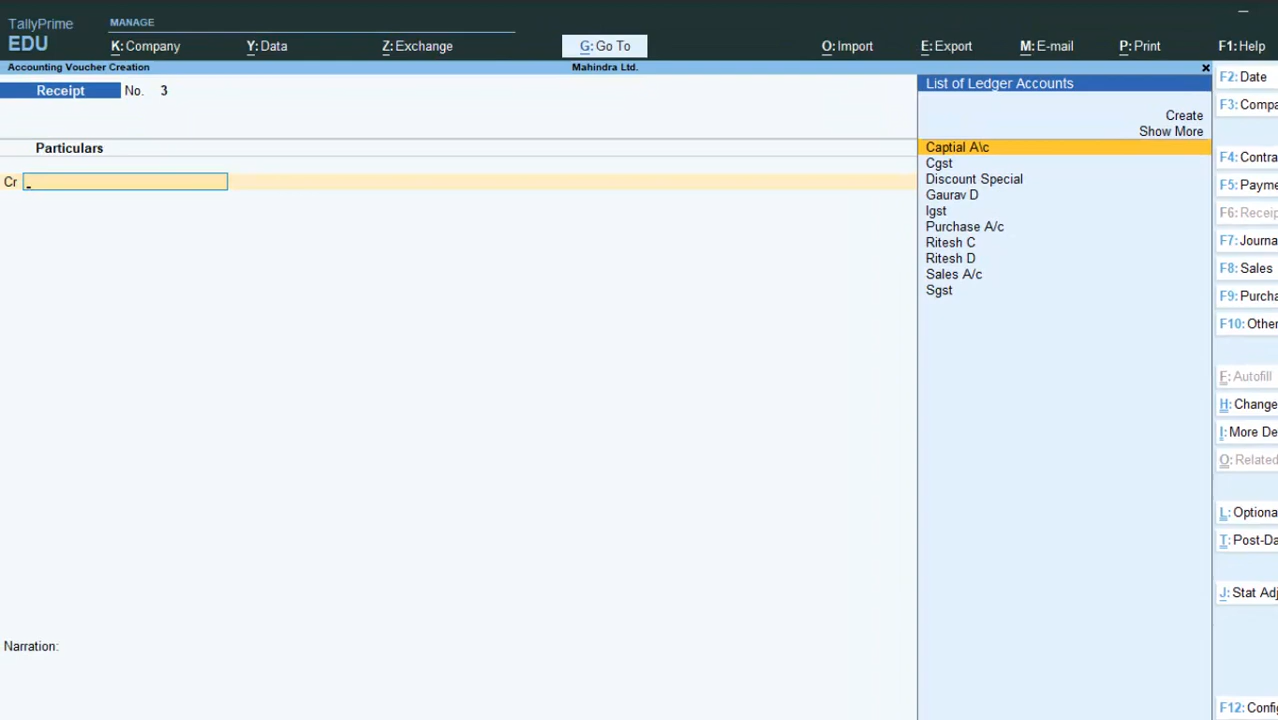 TallyPrime
EDU
MANAGE
K: Company
Y: Data
Z: Exchange
G: Go To
O: Import
E: Export
M: E-mail
P: Print
F1: Help
Accounting Voucher Creation
Mahindra Ltd.
Receipt No. 3
Particulars
Cr
Narration:
List of Ledger Accounts
Create
Show More
Captial A\c
Cgst
Discount Special
Gaurav D
Igst
Purchase A/c
Ritesh C
Ritesh D
Sales A/c
Sgst
F2: Date
F3: Compa
F4: Contra
F5: Payme
F6: Receip
F7: Journa
F8: Sales
F9: Purcha
F10: Other
F: Autofill
H: Change
I: More De
O: Related
L: Optiona
T: Post-Da
J: Stat Adj
F12: Config